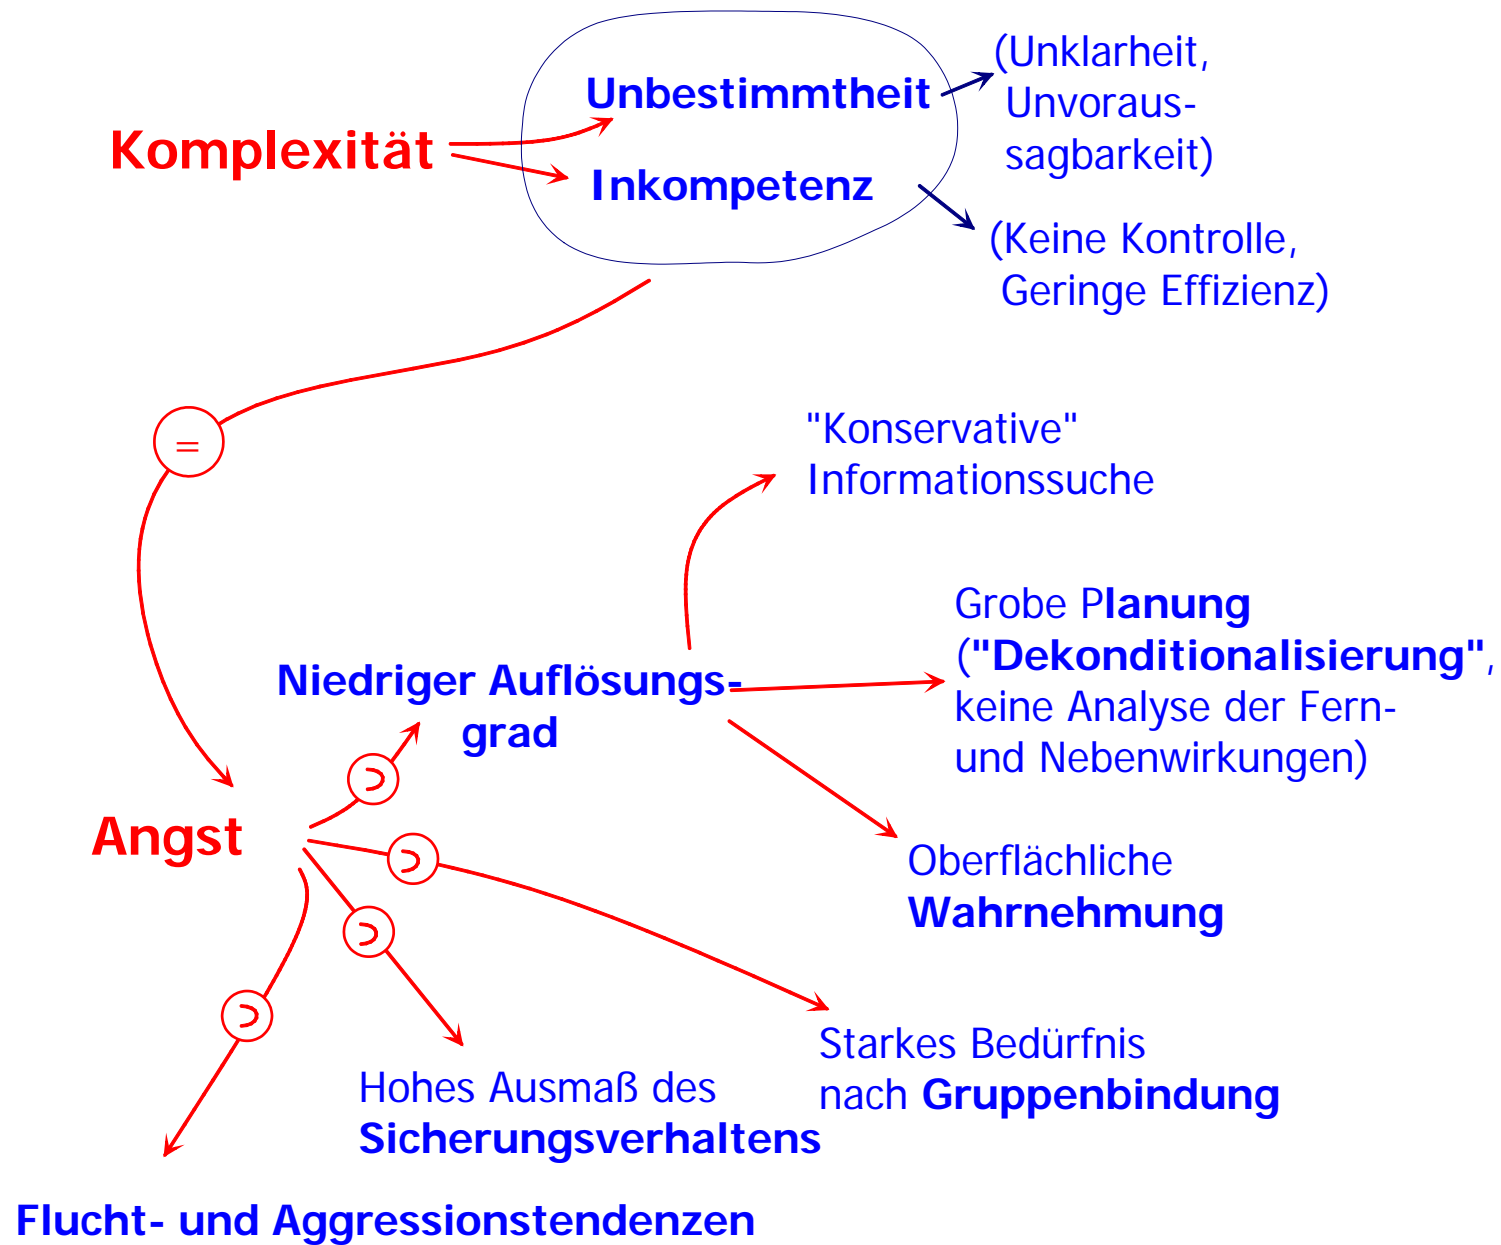 Komplexität
Unbestimmtheit
Inkompetenz
(Unklarheit,
Unvoraus-
sagbarkeit)
(Keine Kontrolle,
Geringe Effizienz)
=
"Konservative"
Informationssuche
Grobe Planung
("Dekonditionalisierung",
keine Analyse der Fern-
und Nebenwirkungen)
Niedriger Auflösungs-
grad
Oberflächliche
Wahrnehmung
Angst
⊃
⊃
⊃
⊃
Starkes Bedürfnis
nach Gruppenbindung
Hohes Ausmaß des
Sicherungsverhaltens
Flucht- und Aggressionstendenzen